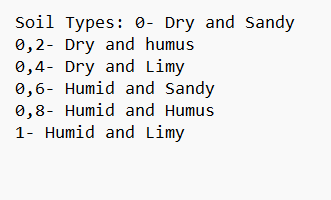 Soil Types: 0- Dry and Sandy
0,2- Dry and humus
0,4- Dry and Limy
0,6- Humid and Sandy
0,8- Humid and Humus
1- Humid and Limy